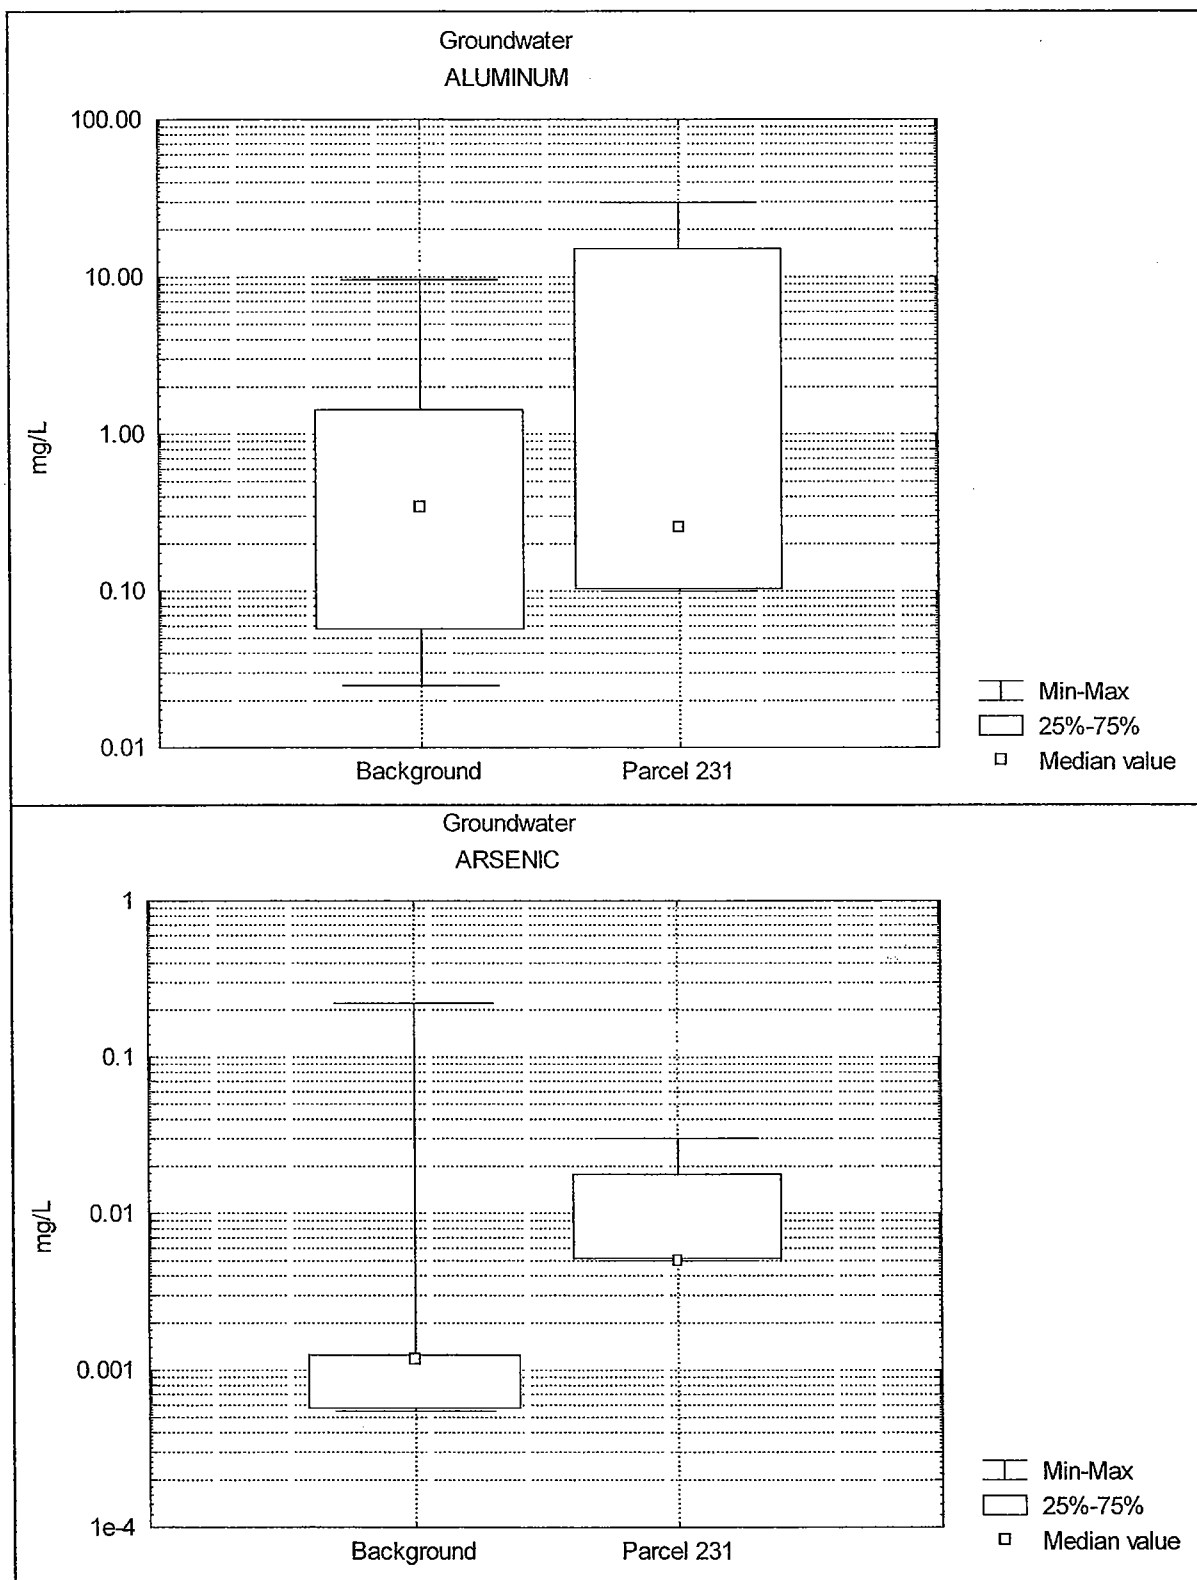 Groundwater
ALUMINUM
100.00
10.00
1.00
0.10
0.01
mg/L
Background
Parcel 231
Min-Max
25%-75%
Median value
Groundwater
ARSENIC
1
0.1
0.01
0.001
1e-4
mg/L
Background
Parcel 231
Min-Max
25%-75%
Median value